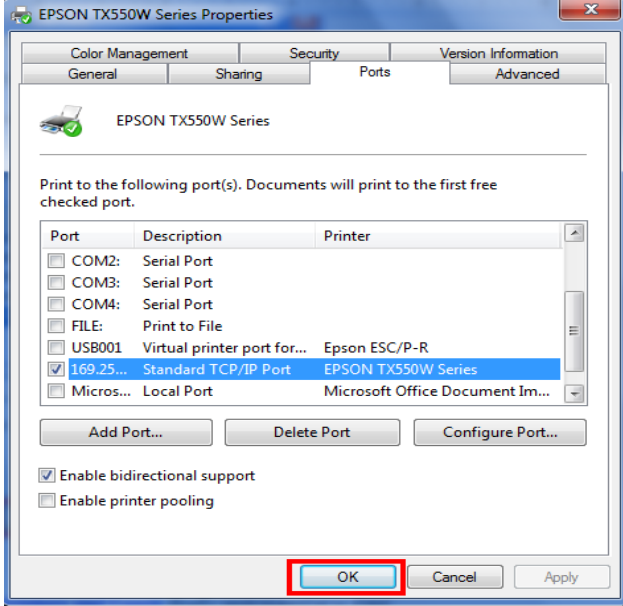 EPSON TX550W Series Properties
Color Management Security Version Information
General Sharing Ports Advanced
EPSON TX550W Series
Print to the following port(s). Documents will print to the first free
checked port.
Port Description Printer
COM2: Serial Port
COM3: Serial Port
COM4: Serial Port
FILE: Print to File
USB001 Virtual printer port for... Epson ESC/P-R
169.25... Standard TCP/IP Port EPSON TX550W Series
Micros... Local Port Microsoft Office Document Im...
Add Port... Delete Port Configure Port...
Enable bidirectional support
Enable printer pooling
OK Cancel Apply